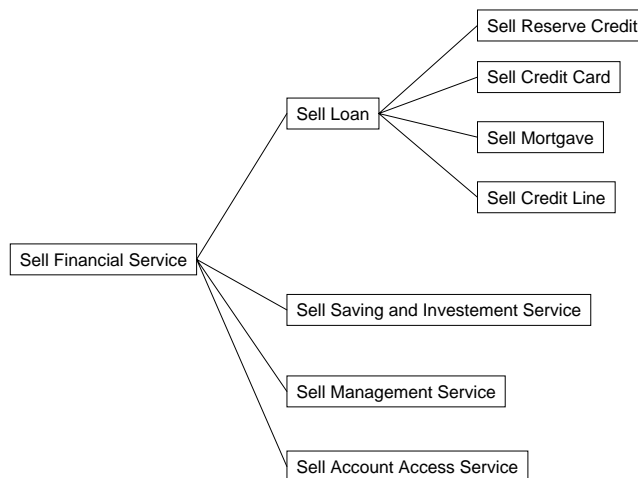 Sell Reserve Credit
Sell Credit Card
Sell Loan
Sell Mortgave
Sell Credit Line
Sell Financial Service
Sell Saving and Investement Service
Sell Management Service
Sell Account Access Service